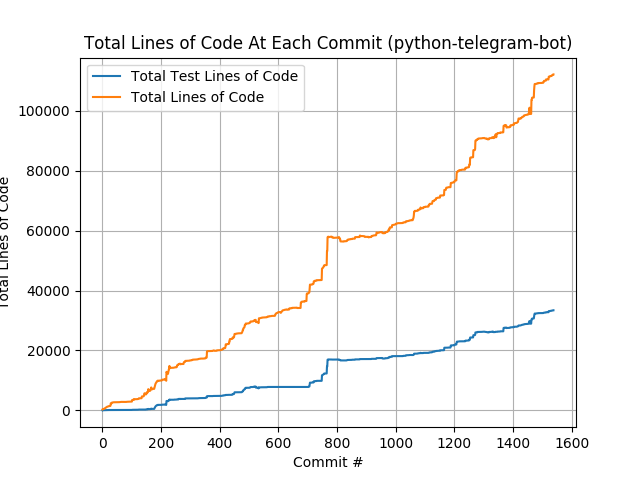 Total Lines of Code At Each Commit (python-telegram-bot)
Total Test Lines of Code
Total Lines of Code
100000
80000
60000
40000
20000
0
Total Lines of Code
0 200 400 600 800 1000 1200 1400 1600
Commit #